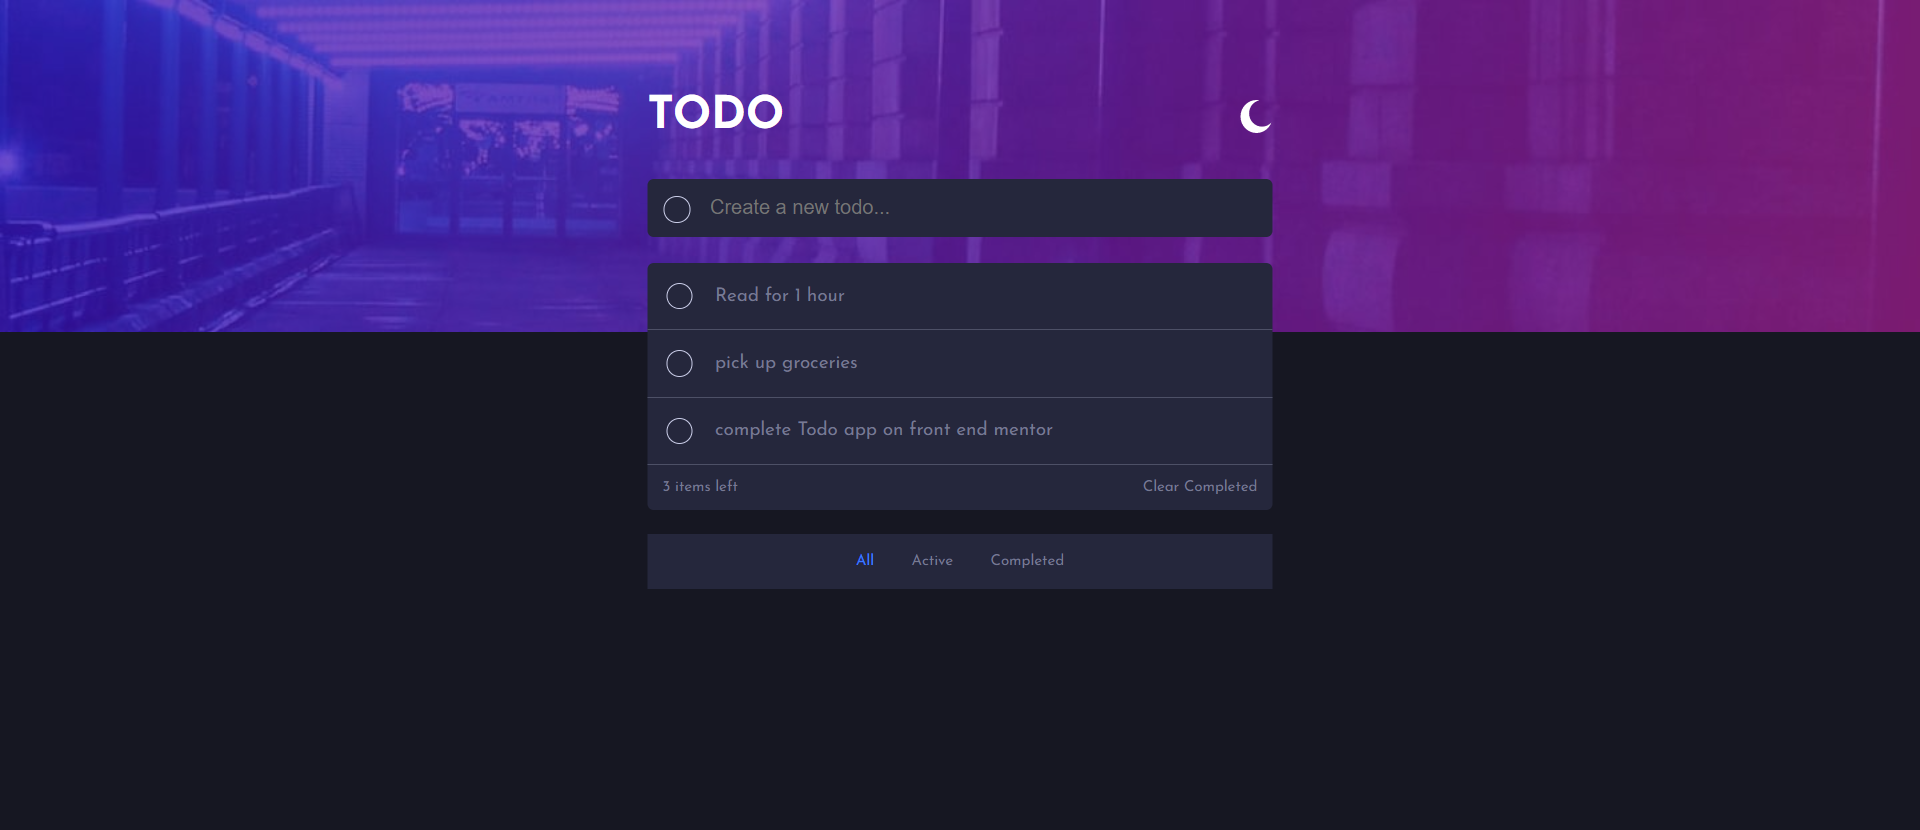 TODO
Create a new todo...
Read for 1 hour
pick up groceries
complete Todo app on front end mentor
3 items left Clear Completed
All Active Completed